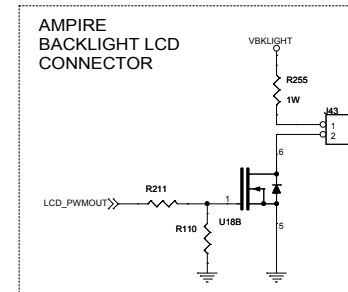 AMPIRE
BACKLIGHT LCD
CONNECTOR
VBKLIGHT
R255
1W
J43
1
2
6
R211
LCD_PWMOUT
1
U18B
R110
5